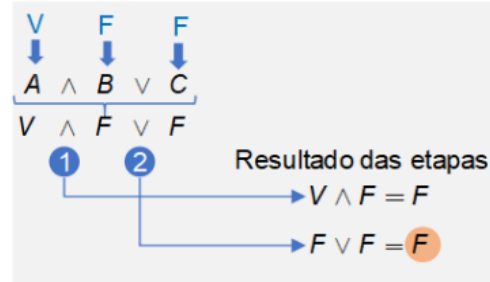 V F F
A ∧ B ∨ C
V ∧ F ∨ F
1 2
Resultado das etapas
V ∧ F = F
F ∨ F = F